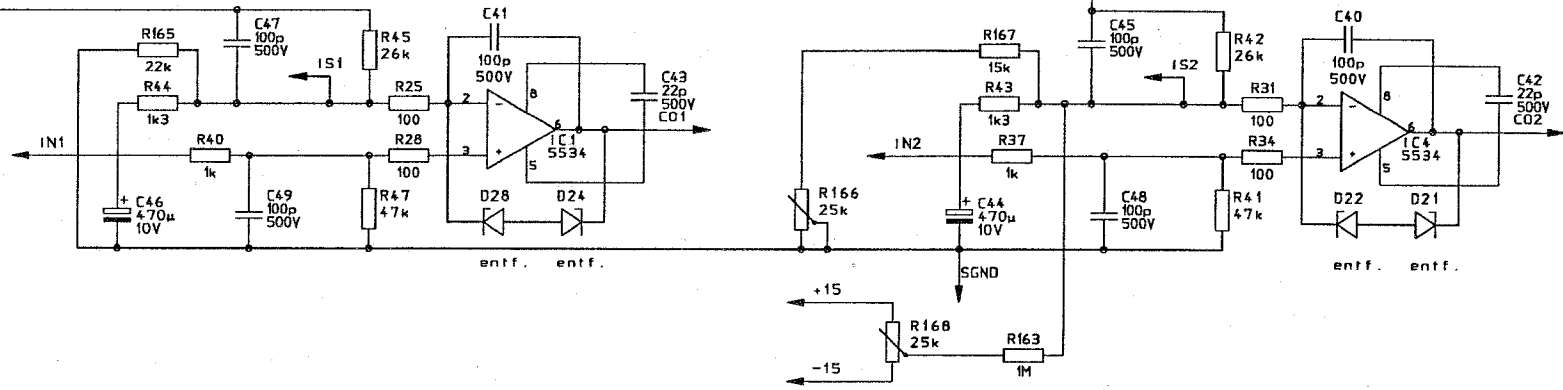 C47
100p
500V
R165
22k
R45
26k
C41
100p
500V
IS1
R44
1k3
R25
100
2
-
8
C43
22p
500V
CO1
6
IC1
5534
IN1
R40
1k
R28
100
3
+
5
+
C46
470µ
10V
C49
100p
500V
R47
47k
D28
D24
entf.
entf.
R167
15k
C45
100p
500V
IS2
R42
26k
C40
100p
500V
R43
1k3
R31
100
2
-
8
C42
22p
500V
CO2
6
IC4
5534
IN2
R37
1k
R34
100
3
+
5
R166
25k
+
C44
470µ
10V
C48
100p
500V
R41
47k
D22
D21
entf.
entf.
SGND
+15
R168
25k
R163
1M
-15